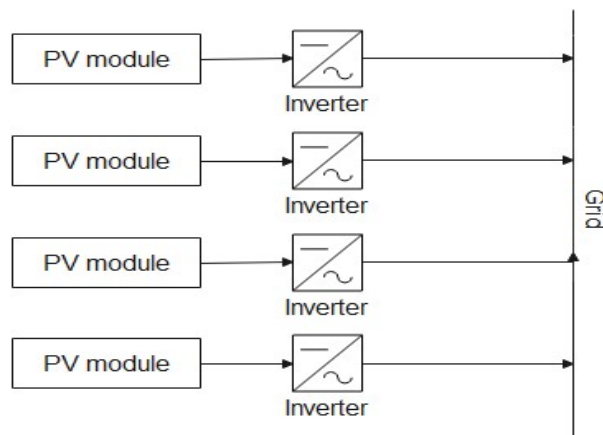 PV module
Inverter
PV module
Inverter
Grid
PV module
Inverter
PV module
Inverter